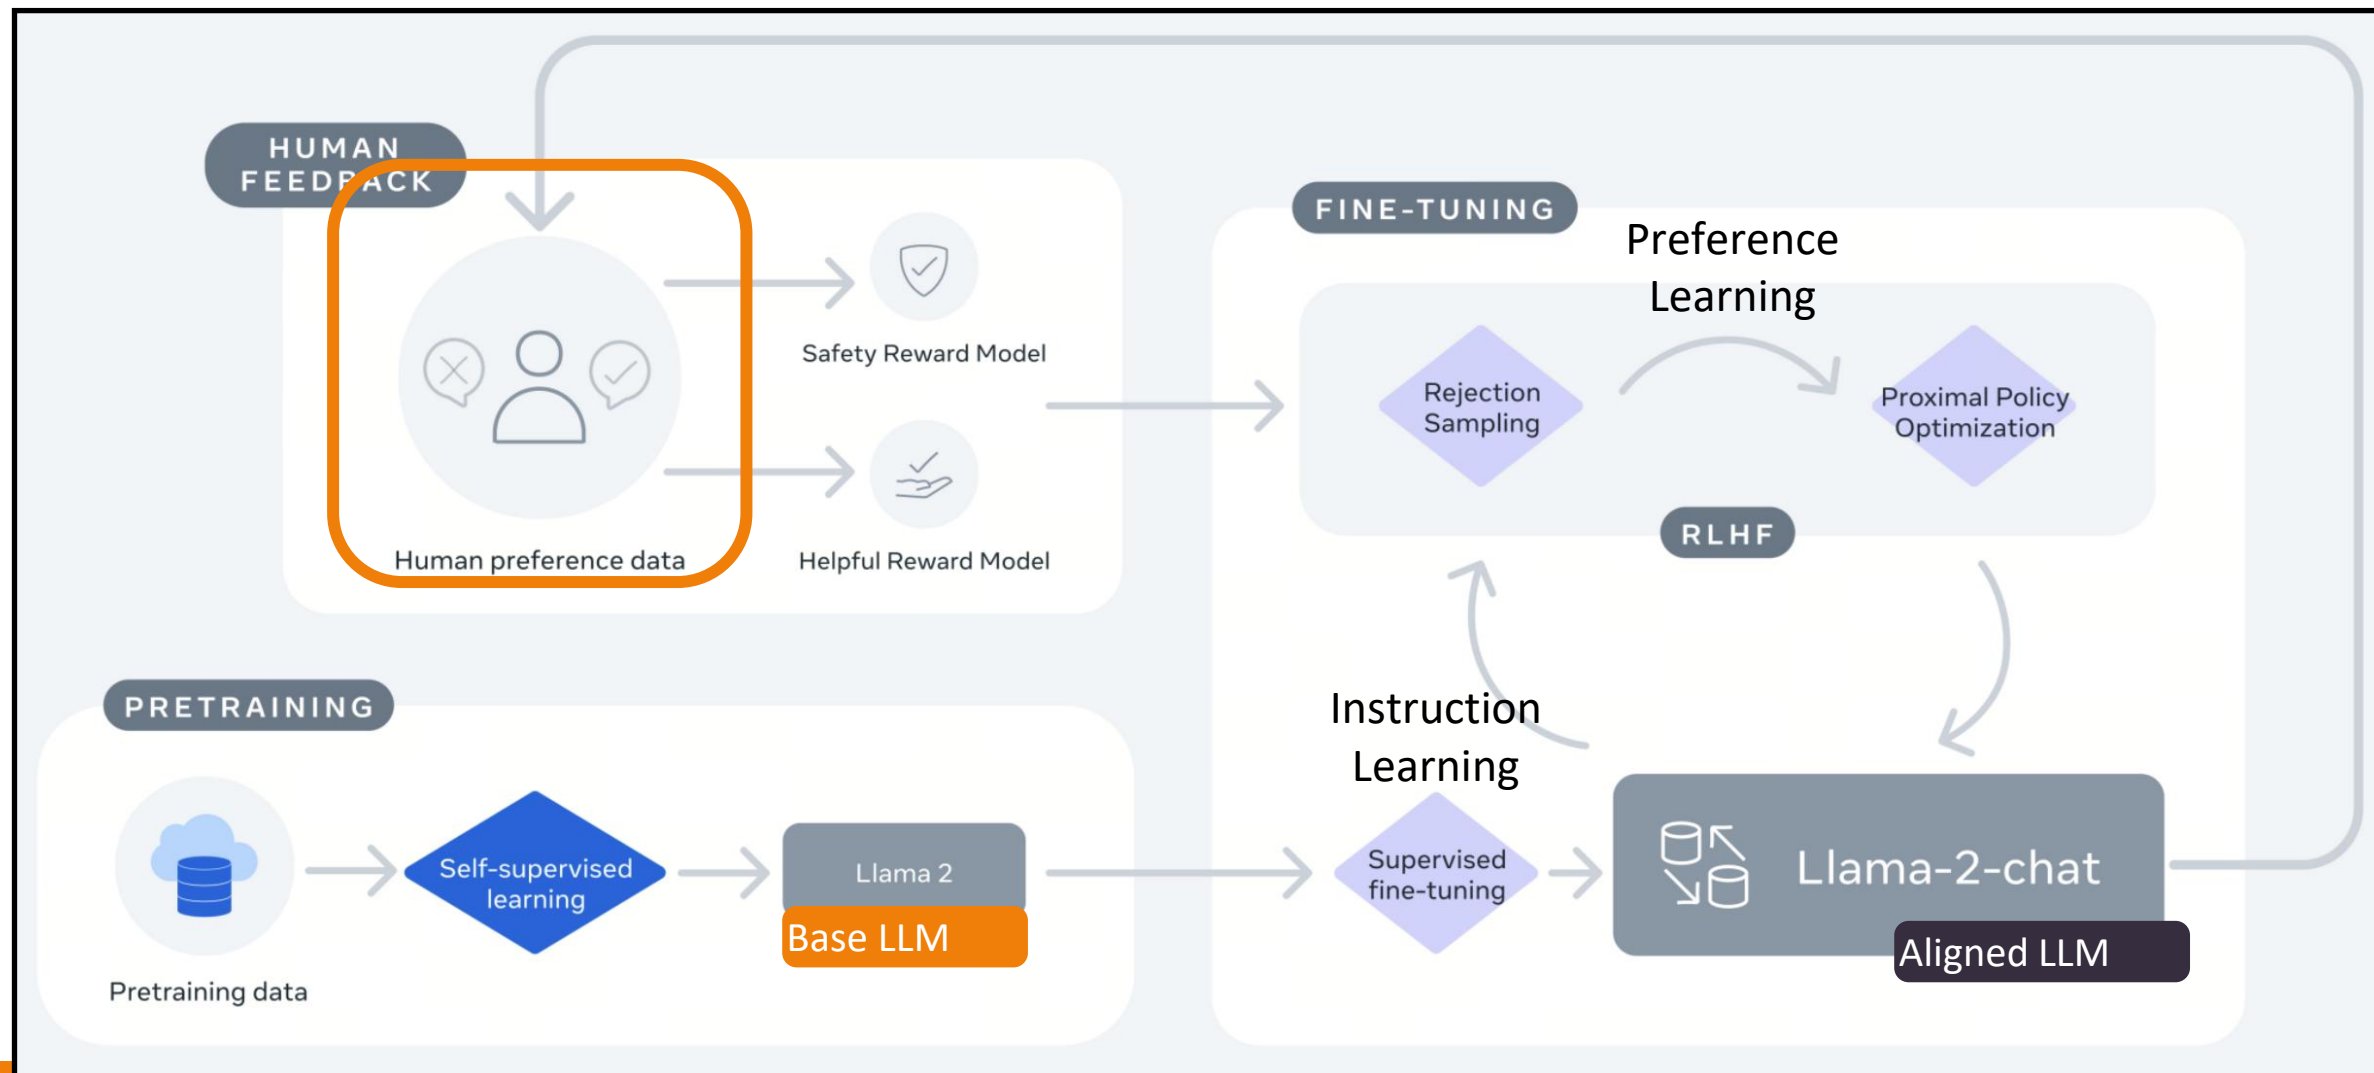 HUMAN
FEEDBACK
Safety Reward Model
Human preference data
Helpful Reward Model
FINE-TUNING
Preference
Learning
Rejection
Sampling
Proximal Policy
Optimization
RLHF
PRETRAINING
Pretraining data
Self-supervised
learning
Llama 2
Base LLM
Instruction
Learning
Supervised
fine-tuning
Llama-2-chat
Aligned LLM